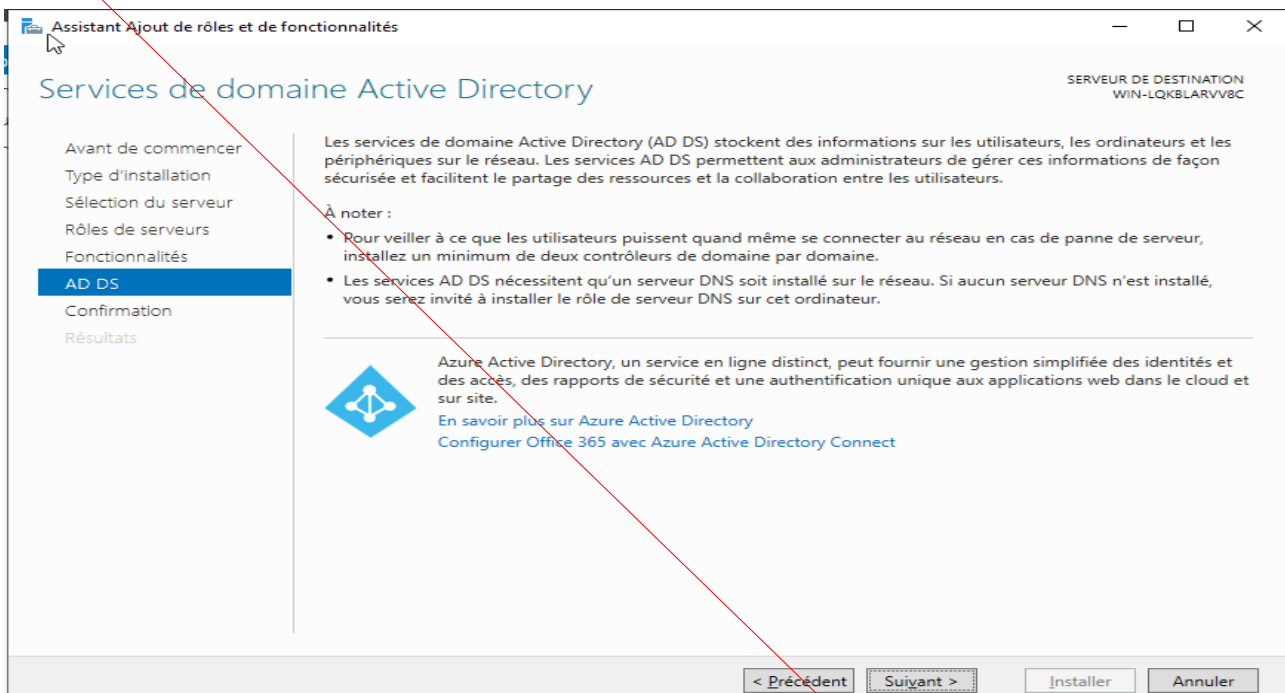 Assistant Ajout de rôles et de fonctionnalités
Services de domaine Active Directory
SERVEUR DE DESTINATION
WIN-LQKBLARVV8C
Avant de commencer
Type d'installation
Sélection du serveur
Rôles de serveurs
Fonctionnalités
AD DS
Confirmation
Résultats
Les services de domaine Active Directory (AD DS) stockent des informations sur les utilisateurs, les ordinateurs et les
périphériques sur le réseau. Les services AD DS permettent aux administrateurs de gérer ces informations de façon
sécurisée et facilitent le partage des ressources et la collaboration entre les utilisateurs.
À noter :
• Pour veiller à ce que les utilisateurs puissent quand même se connecter au réseau en cas de panne de serveur,
installez un minimum de deux contrôleurs de domaine par domaine.
• Les services AD DS nécessitent qu'un serveur DNS soit installé sur le réseau. Si aucun serveur DNS n'est installé,
vous serez invité à installer le rôle de serveur DNS sur cet ordinateur.
Azure Active Directory, un service en ligne distinct, peut fournir une gestion simplifiée des identités et
des accès, des rapports de sécurité et une authentification unique aux applications web dans le cloud et
sur site.
En savoir plus sur Azure Active Directory
Configurer Office 365 avec Azure Active Directory Connect
< Précédent
Suivant >
Installer
Annuler